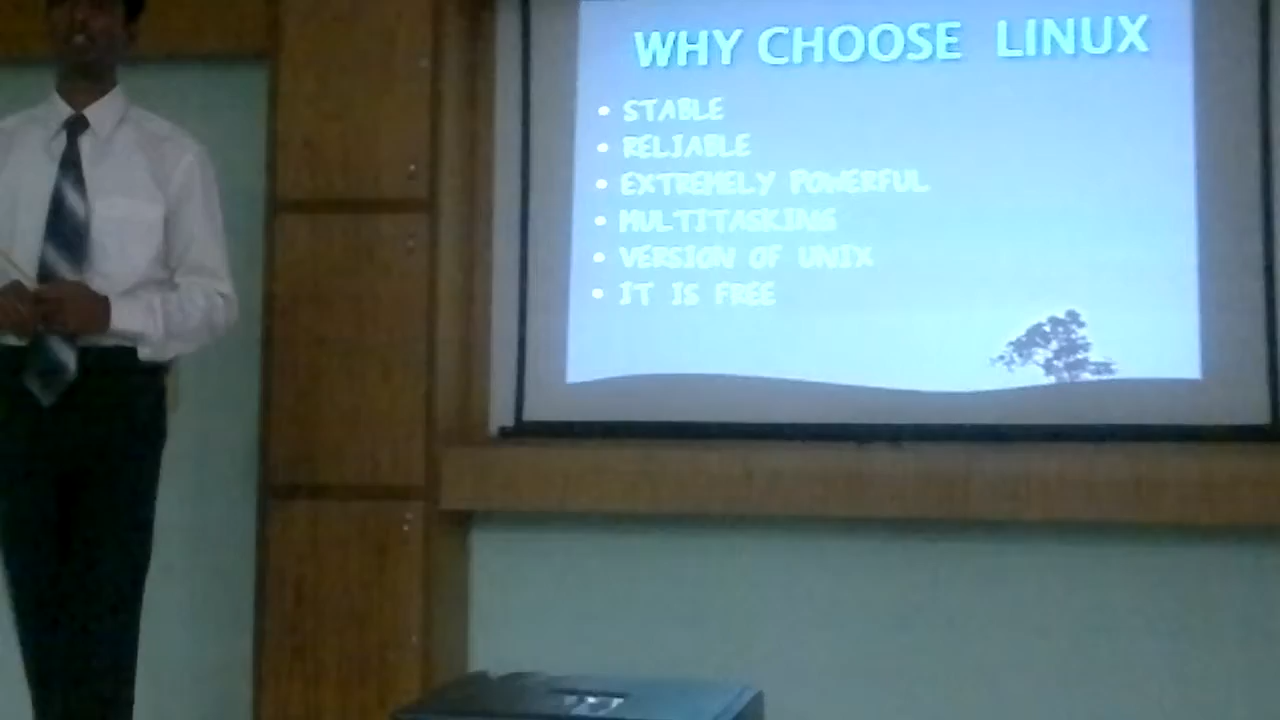 WHY CHOOSE LINUX
• STABLE
• RELIABLE
• EXTREMELY POWERFUL
• MULTITASKING
• VERSION OF UNIX
• IT IS FREE